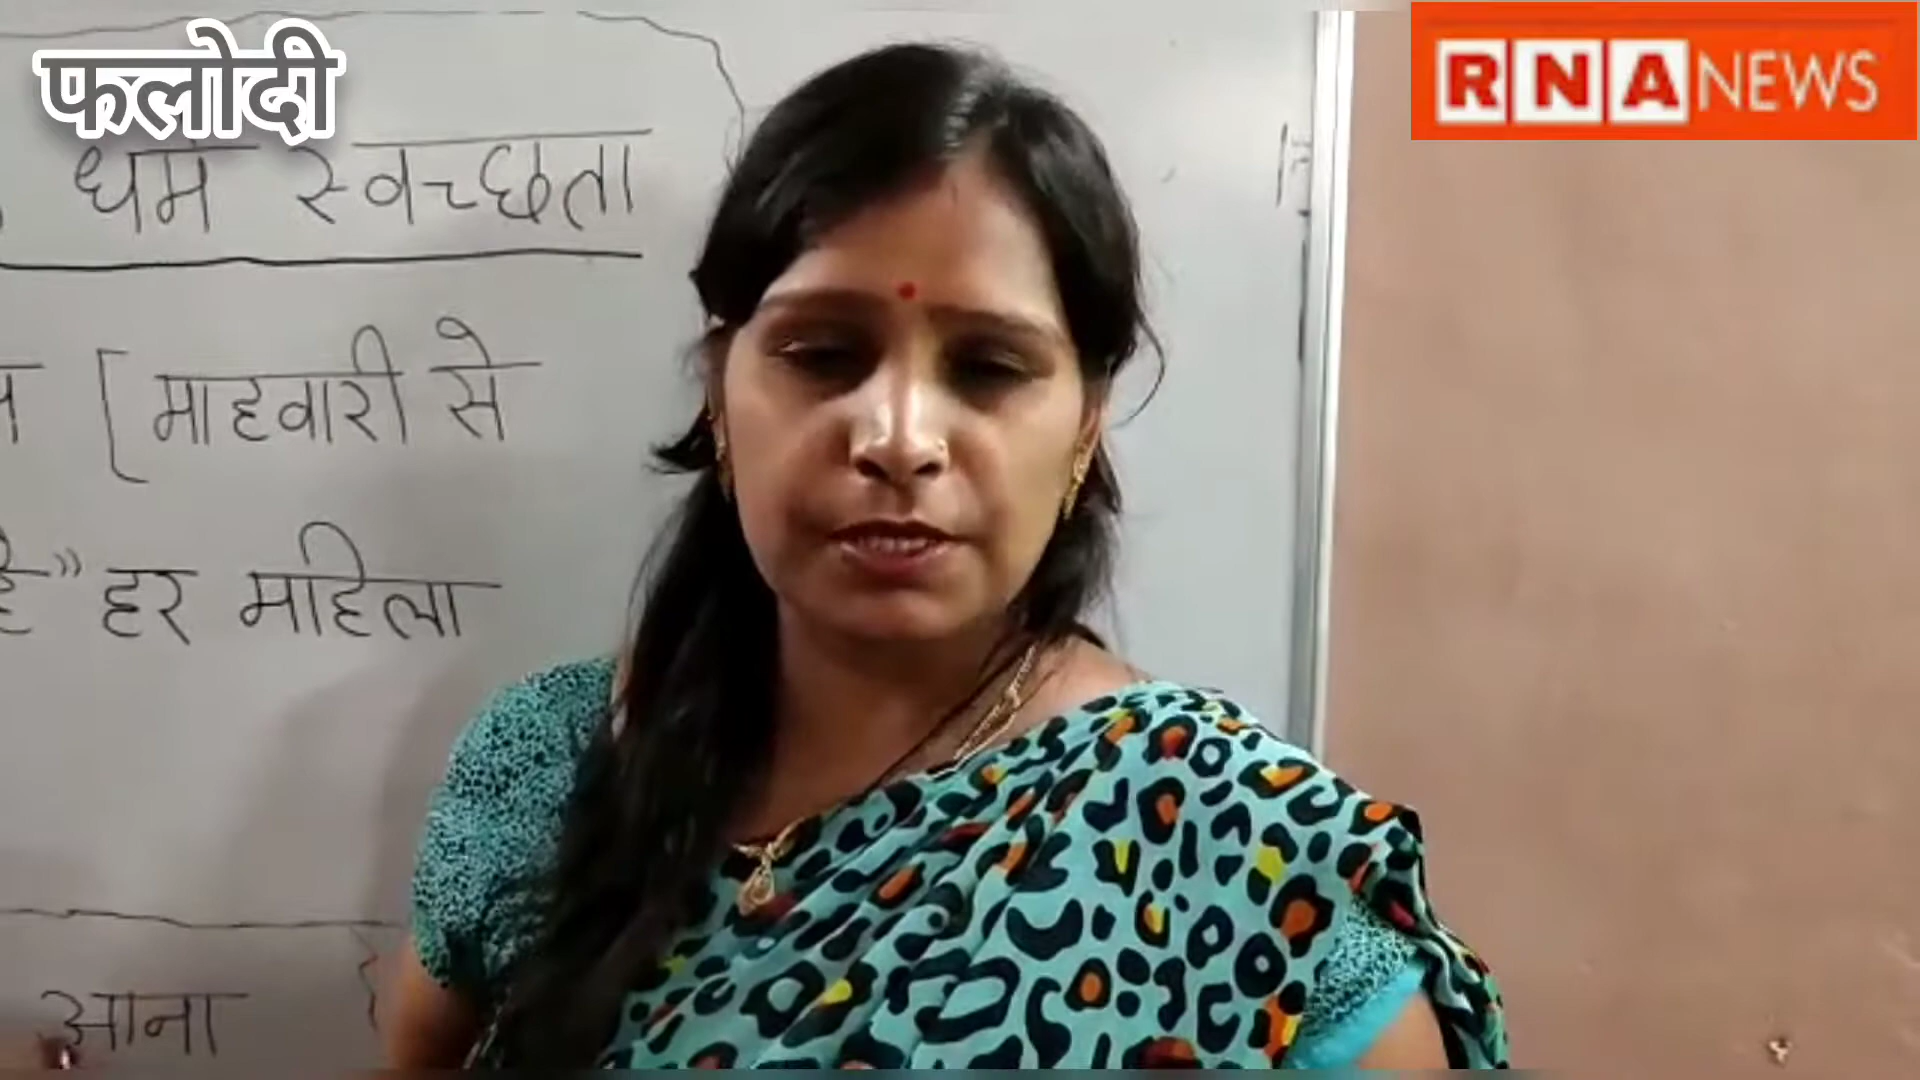 फलोदी
RNA NEWS
धर्म स्वच्छता
[माहवारी से
है" हर महिला
आना